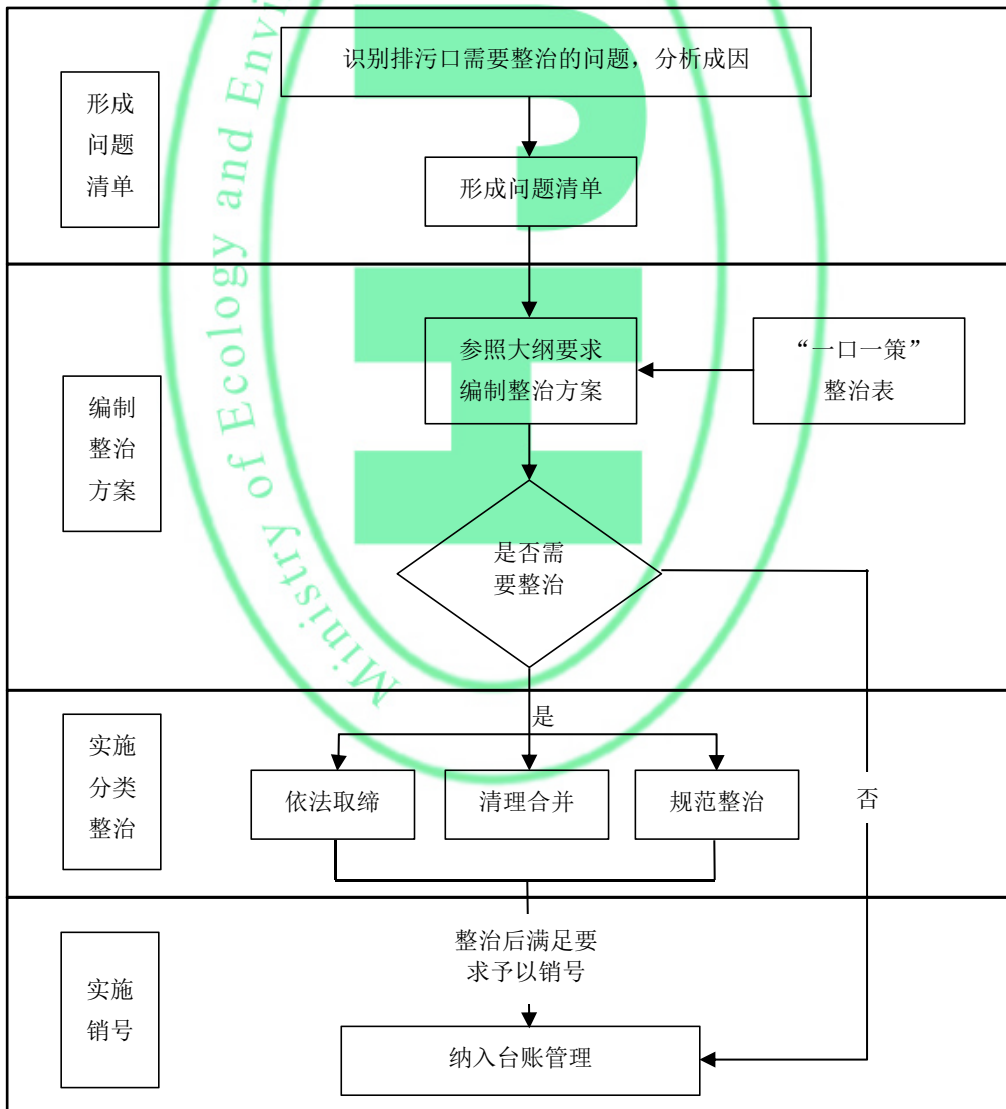 识别排污口需要整治的问题，分析成因
形成
问题
清单
形成问题清单
编制
整治
方案
参照大纲要求
编制整治方案
“一口一策”
整治表
是否需
要整治
是
否
实施
分类
整治
依法取缔
清理合并
规范整治
实施
销号
整治后满足要
求予以销号
纳入台账管理
Ministry of Ecology and Envi